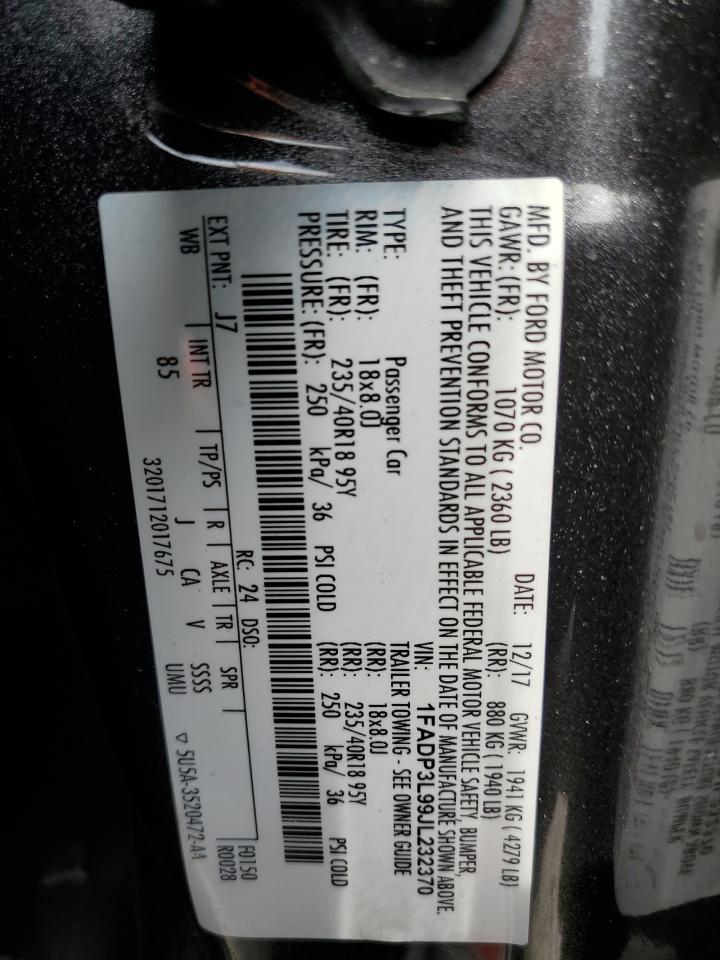 MFD. BY FORD MOTOR CO.
DATE: 12/17 GVWR: 1941 KG ( 4279 LB)
GAWR: (FR): 1070 KG ( 2360 LB) (RR): 880 KG ( 1940 LB)
THIS VEHICLE CONFORMS TO ALL APPLICABLE FEDERAL MOTOR VEHICLE SAFETY, BUMPER,
AND THEFT PREVENTION STANDARDS IN EFFECT ON THE DATE OF MANUFACTURE SHOWN ABOVE.
VIN: 1FADP3L99JL232370
TYPE: Passenger Car TRAILER TOWING - SEE OWNER GUIDE
RIM: (FR): 18x8.0J (RR): 18x8.0J
TIRE: (FR): 235/40R18 95Y (RR): 235/40R18 95Y
PRESSURE: (FR): 250 kPa/ 36 PSI COLD (RR): 250 kPa/ 36 PSI COLD
EXT PNT: J7 RC: 24 DSO: F0150
R0028
WB INT TR TP/PS R AXLE TR SPR
85 J CA V SSSS
UMU
3201712017675
▽ 5U5A-3520472-A4